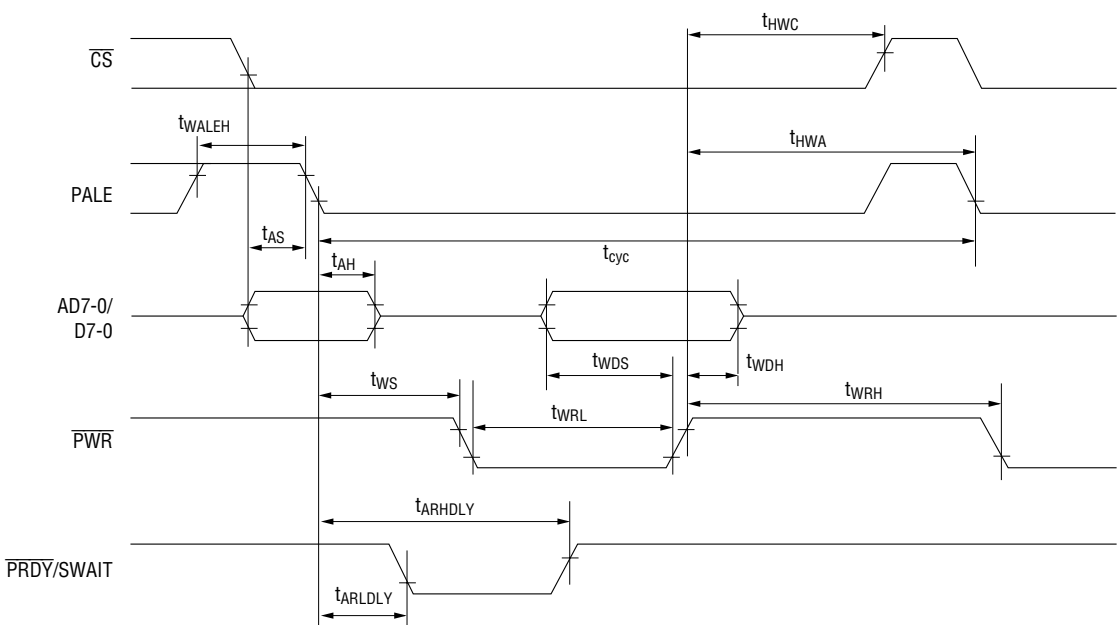 tHWC
CS
tWALEH
tHWA
PALE
tAS
tcyc
tAH
AD7-0/
D7-0
tWDS
tWDH
tWS
tWRL
tWRH
PWR
tARHDLY
PRDY/SWAIT
tARLDLY